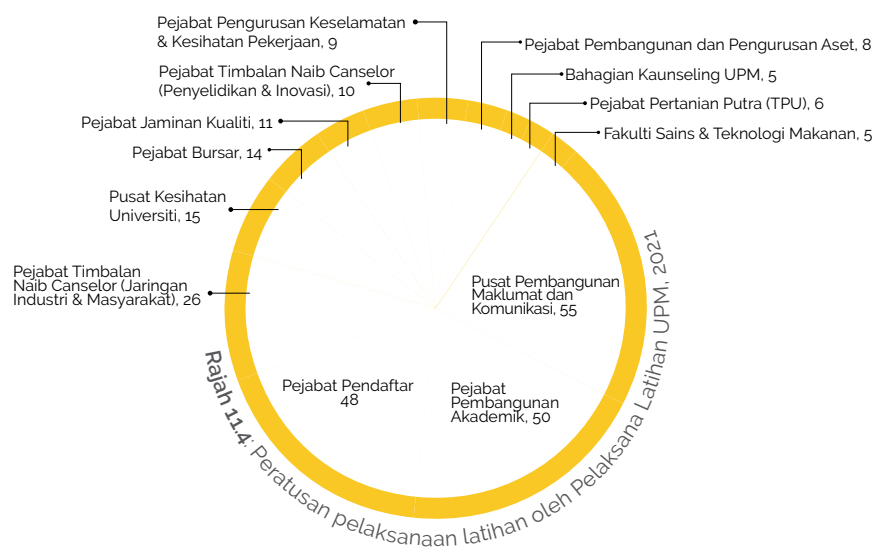 Pejabat Pengurusan Keselamatan
& Kesihatan Pekerjaan, 9
Pejabat Pembangunan dan Pengurusan Aset, 8
Pejabat Timbalan Naib Canselor
(Penyelidikan & Inovasi), 10
Bahagian Kaunseling UPM, 5
Pejabat Pertanian Putra (TPU), 6
Pejabat Jaminan Kualiti, 11
Fakulti Sains & Teknologi Makanan, 5
Pejabat Bursar, 14
Pusat Kesihatan
Universiti, 15
Pejabat Timbalan
Naib Canselor (Jaringan
Industri & Masyarakat), 26
Pusat Pembangunan
Maklumat dan
Komunikasi, 55
Pejabat Pendaftar
48
Pejabat
Pembangunan
Akademik, 50
Rajah 11.4: Peratusan pelaksanaan latihan oleh Pelaksana Latihan UPM, 2021